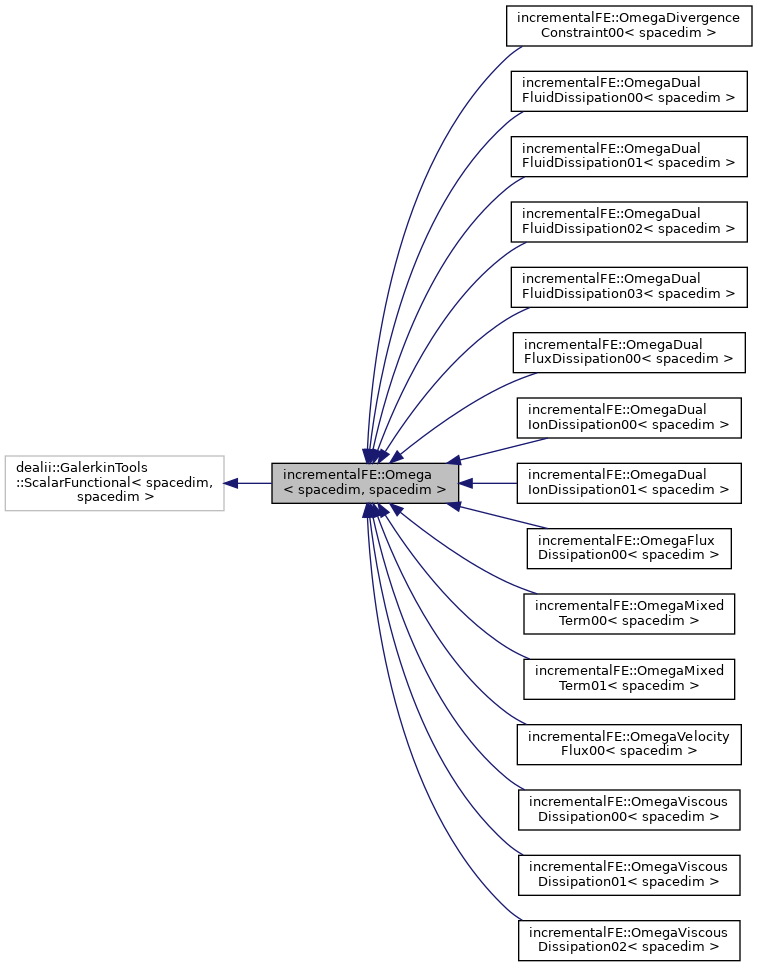 incrementalFE::OmegaDivergence
Constraint00< spacedim >
incrementalFE::OmegaDual
FluidDissipation00< spacedim >
incrementalFE::OmegaDual
FluidDissipation01< spacedim >
incrementalFE::OmegaDual
FluidDissipation02< spacedim >
incrementalFE::OmegaDual
FluidDissipation03< spacedim >
incrementalFE::OmegaDual
FluxDissipation00< spacedim >
incrementalFE::OmegaDual
IonDissipation00< spacedim >
dealii::GalerkinTools
::ScalarFunctional< spacedim,
spacedim >
incrementalFE::Omega
< spacedim, spacedim >
incrementalFE::OmegaDual
IonDissipation01< spacedim >
incrementalFE::OmegaFlux
Dissipation00< spacedim >
incrementalFE::OmegaMixed
Term00< spacedim >
incrementalFE::OmegaMixed
Term01< spacedim >
incrementalFE::OmegaVelocity
Flux00< spacedim >
incrementalFE::OmegaViscous
Dissipation00< spacedim >
incrementalFE::OmegaViscous
Dissipation01< spacedim >
incrementalFE::OmegaViscous
Dissipation02< spacedim >